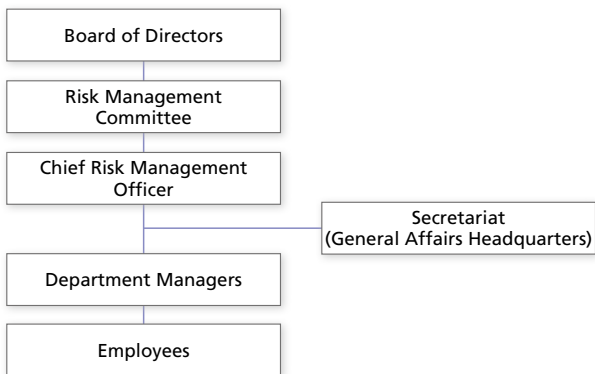 Board of Directors
Risk Management
Committee
Chief Risk Management
Officer
Secretariat
(General Affairs Headquarters)
Department Managers
Employees